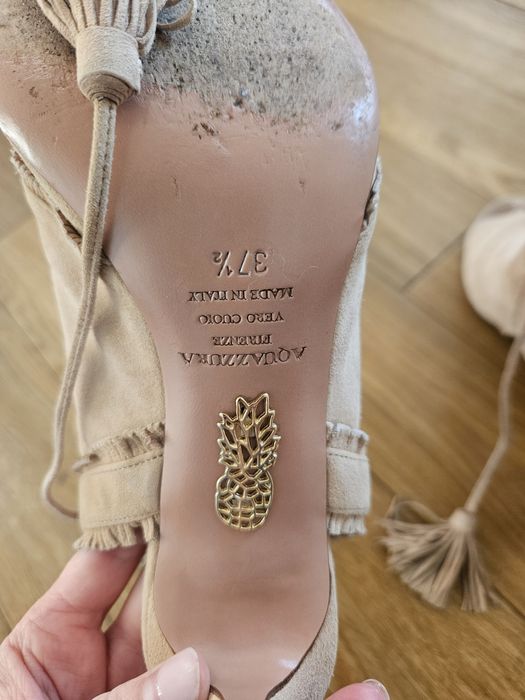 AQUAZZURA
FIRENZE
VERO CUOIO
MADE IN ITALY
37½